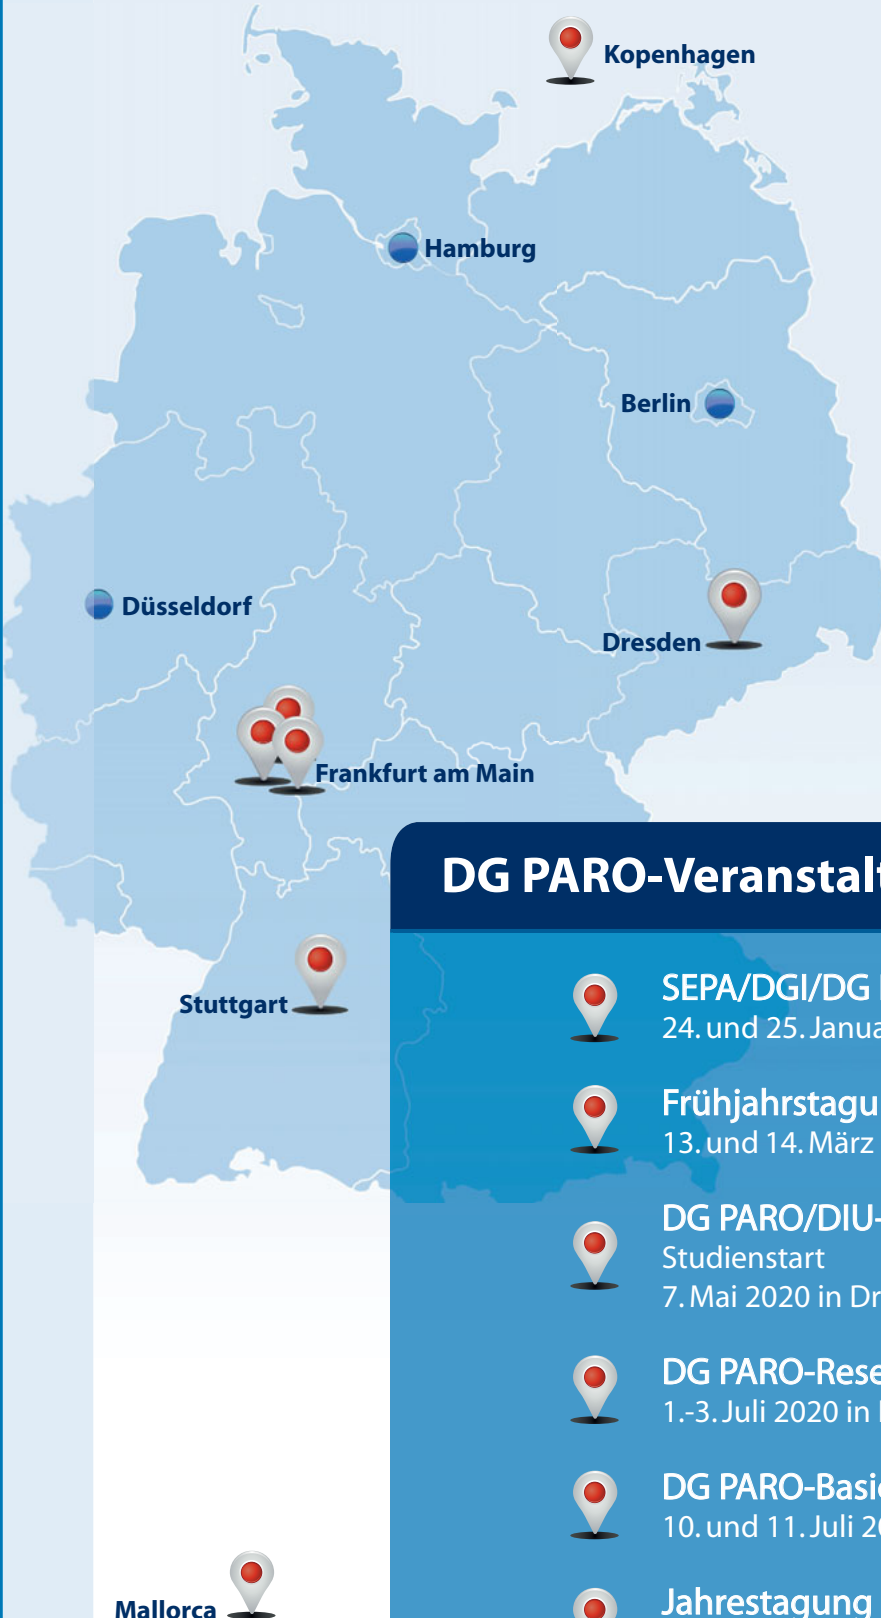 Kopenhagen
Hamburg
Berlin
Düsseldorf
Dresden
Frankfurt am Main
Stuttgart
Mallorca
DG PARO-Veranstalt
SEPA/DGI/DG
24. und 25. Janua
Frühjahrstagu
13. und 14. März
DG PARO/DIU-
Studienstart
7. Mai 2020 in Dr
DG PARO-Rese
1.-3. Juli 2020 in
DG PARO-Basi
10. und 11. Juli 20
Jahrestagung